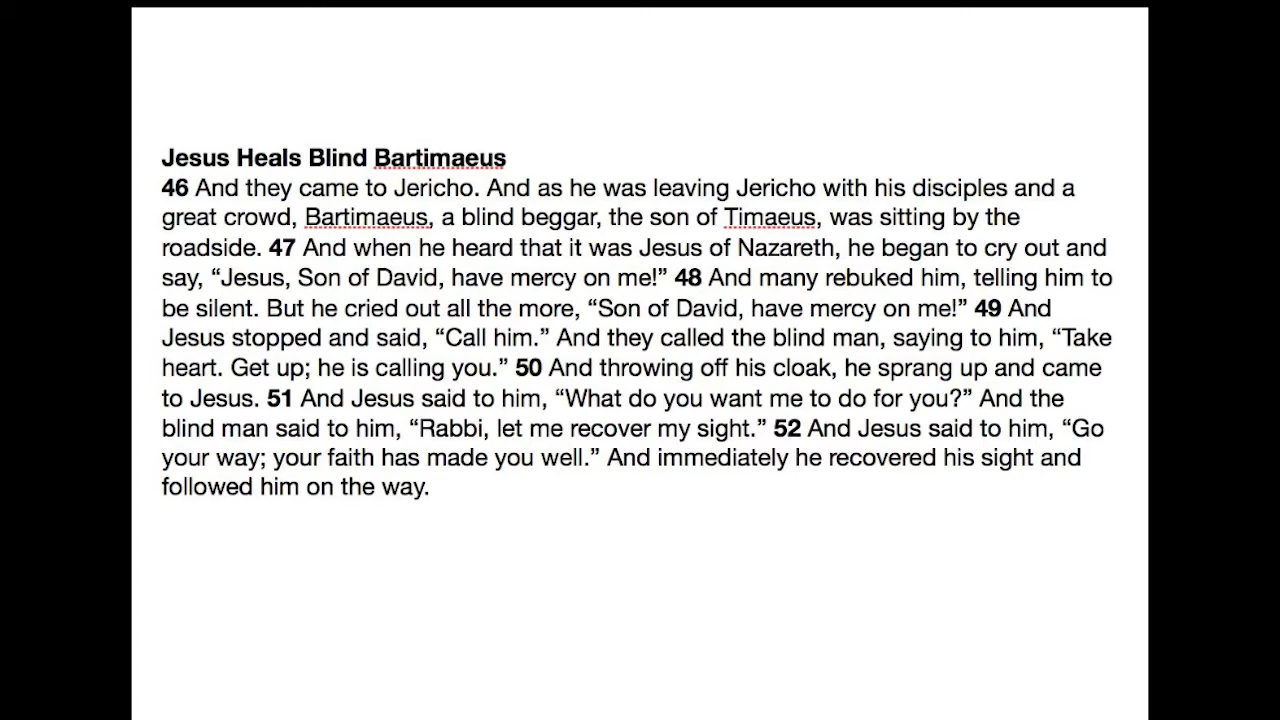 Jesus Heals Blind Bartimaeus
46 And they came to Jericho. And as he was leaving Jericho with his disciples and a
great crowd, Bartimaeus, a blind beggar, the son of Timaeus, was sitting by the
roadside. 47 And when he heard that it was Jesus of Nazareth, he began to cry out and
say, “Jesus, Son of David, have mercy on me!” 48 And many rebuked him, telling him to
be silent. But he cried out all the more, “Son of David, have mercy on me!” 49 And
Jesus stopped and said, “Call him.” And they called the blind man, saying to him, “Take
heart. Get up; he is calling you.” 50 And throwing off his cloak, he sprang up and came
to Jesus. 51 And Jesus said to him, “What do you want me to do for you?” And the
blind man said to him, “Rabbi, let me recover my sight.” 52 And Jesus said to him, “Go
your way; your faith has made you well.” And immediately he recovered his sight and
followed him on the way.